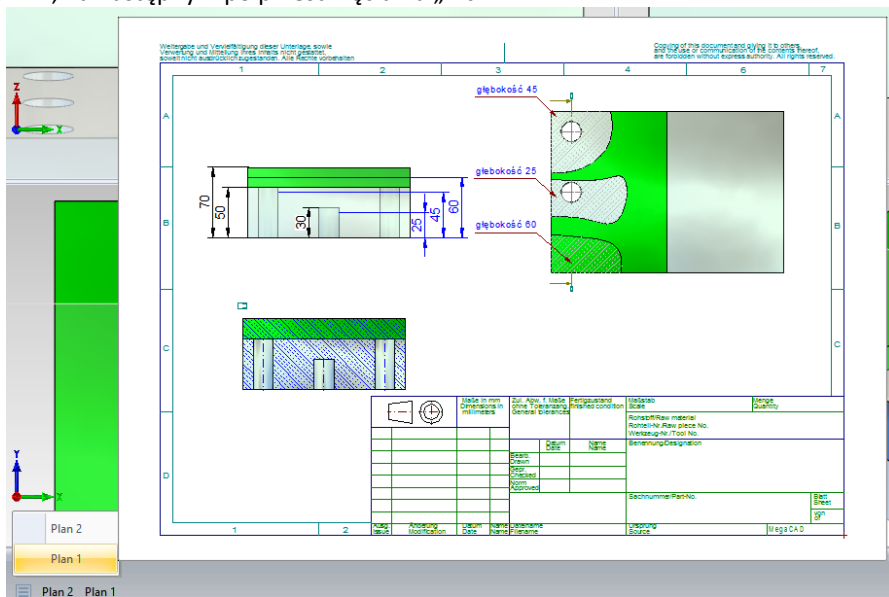 Weitergabe und Vervielfältigung dieser Unterlage, sowie
Verwertung und Mitteilung ihres Inhalts nicht gestattet,
soweit nicht ausdrücklich zugestanden. Alle Rechte vorbehalten
Copying of this document and giving it to others,
and the use or communication of the contents thereof,
are forbidden without express authority. All rights reserved.
1 2 3 4 6 7
Z
X
A A
głębokość 45
70
50
30
25
45
60
głębokość 25
B B
głębokość 60
C C
Maße in mm
Dimensions in
millimeters
Zul. Apw. f. Maße
ohne Toleranzang.
General tolerances
Fertigzustand
finished condition
Maßstab
Scale
Menge
Quantity
Rohstoff/Raw material
Rohteil-Nr./Raw piece No.
Werkzeug-Nr./Tool No.
Datum
Date
Name
Name
Benennung/Designation
Bearb.
Drawn
Gepr.
Checked
Norm
Approved
Y
X
D
Sachnummer/Part-No.
Blatt
Sheet
von
of
1 2
Ausg.
Issue
Änderung
Modification
Datum
Date
Name
Name
Dateiname
Filename
Ursprung
Source
MegaCAD
Plan 2
Plan 1
Plan 2 Plan 1